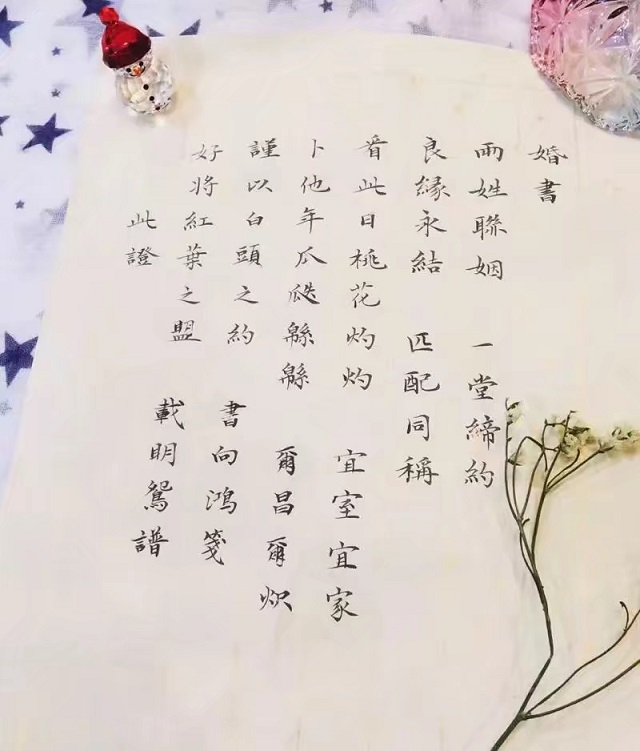 婚書
兩姓聯姻 一堂締約
良緣永結 匹配同稱
看此日桃花灼灼 宜室宜家
卜他年瓜瓞緜緜 爾昌爾熾
謹以白頭之約 書向鴻箋
好將紅葉之盟 載明鴛譜
此證